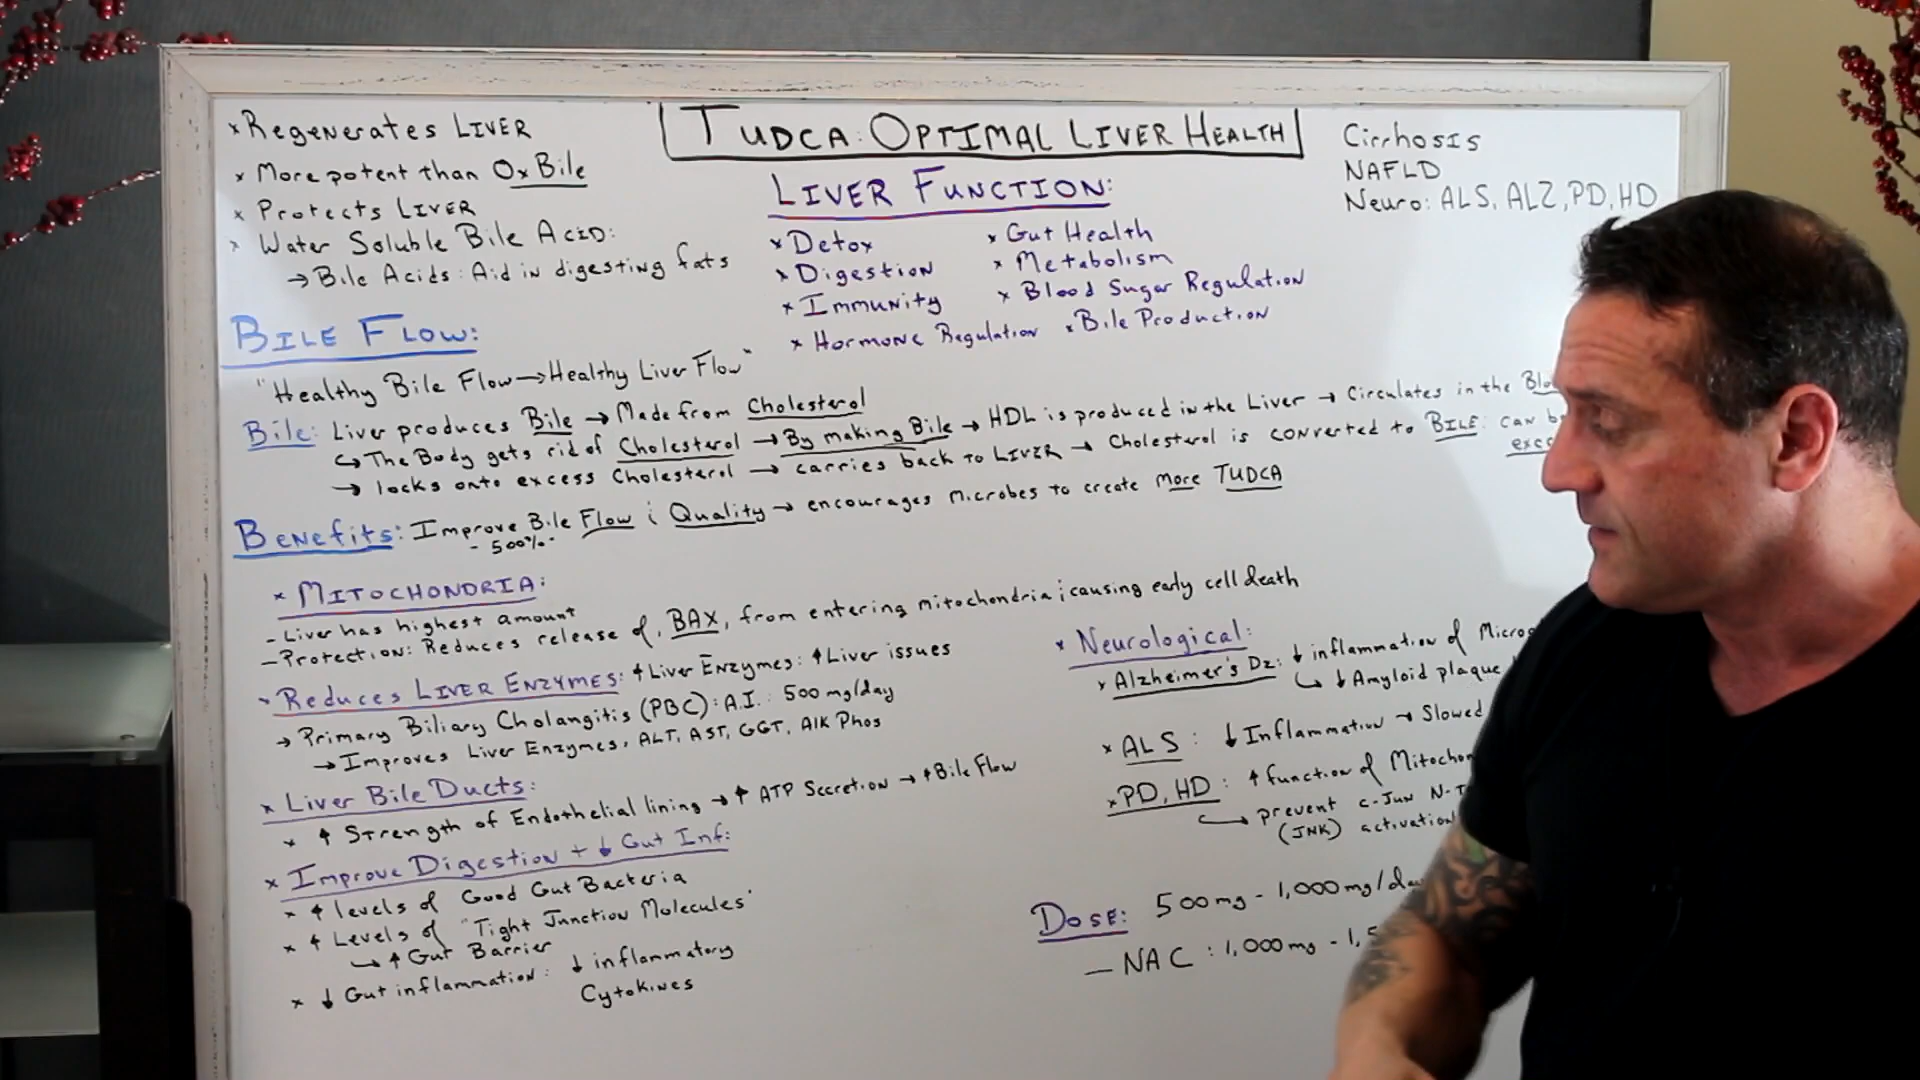 TUDCA: OPTIMAL LIVER HEALTH
x Regenerates LIVER
x More potent than Ox Bile
x Protects LIVER
x Water Soluble Bile Acid:
→ Bile Acids: Aid in digesting fats
LIVER FUNCTION:
x Detox
x Digestion
x Immunity
x Hormone Regulation
x Gut Health
x Metabolism
x Blood Sugar Regulation
x Bile Production
Cirrhosis
NAFLD
Neuro: ALS, ALZ, PD, HD
BILE FLOW:
"Healthy Bile Flow → Healthy Liver Flow"
Bile: Liver produces Bile → Made from Cholesterol
↳ The Body gets rid of Cholesterol → By making Bile → HDL is produced in the Liver → Circulates in the
→ locks onto excess Cholesterol → carries back to LIVER → Cholesterol is converted to BILE: can
Benefits: Improve Bile Flow & Quality → encourages microbes to create more TUDCA
- 500% -
x MITOCHONDRIA:
- Liver has highest amount
- Protection: Reduces release of, BAX, from entering mitochondria; causing early cell death
- Reduces LIVER ENZYMES: ↑ Liver Enzymes: ↑ Liver issues
→ Primary Biliary Cholangitis (PBC): A.I.: 500 mg/day
→ Improves Liver Enzymes, ALT, AST, GGT, AlK Phos
x Liver Bile Ducts:
x ↑ Strength of Endothelial lining → ↑ ATP Secretion → ↑ Bile Flow
x Improve Digestion + ↓ Gut Inf:
x ↑ levels of Good Gut Bacteria
x ↑ Levels of "Tight Junction Molecules"
↳ ↑ Gut Barrier
x ↓ Gut inflammation: ↓ inflammatory
Cytokines
x Neurological:
x Alzheimer's Dz: ↓ inflammation of
↳ ↓ Amyloid plaque
x ALS: ↓ Inflammation → Slowed
x PD, HD: ↑ function of
↳ prevent c-Jun
(JNK) activation
Dose: 500mg - 1,000mg/day
— NAC: 1,000mg -